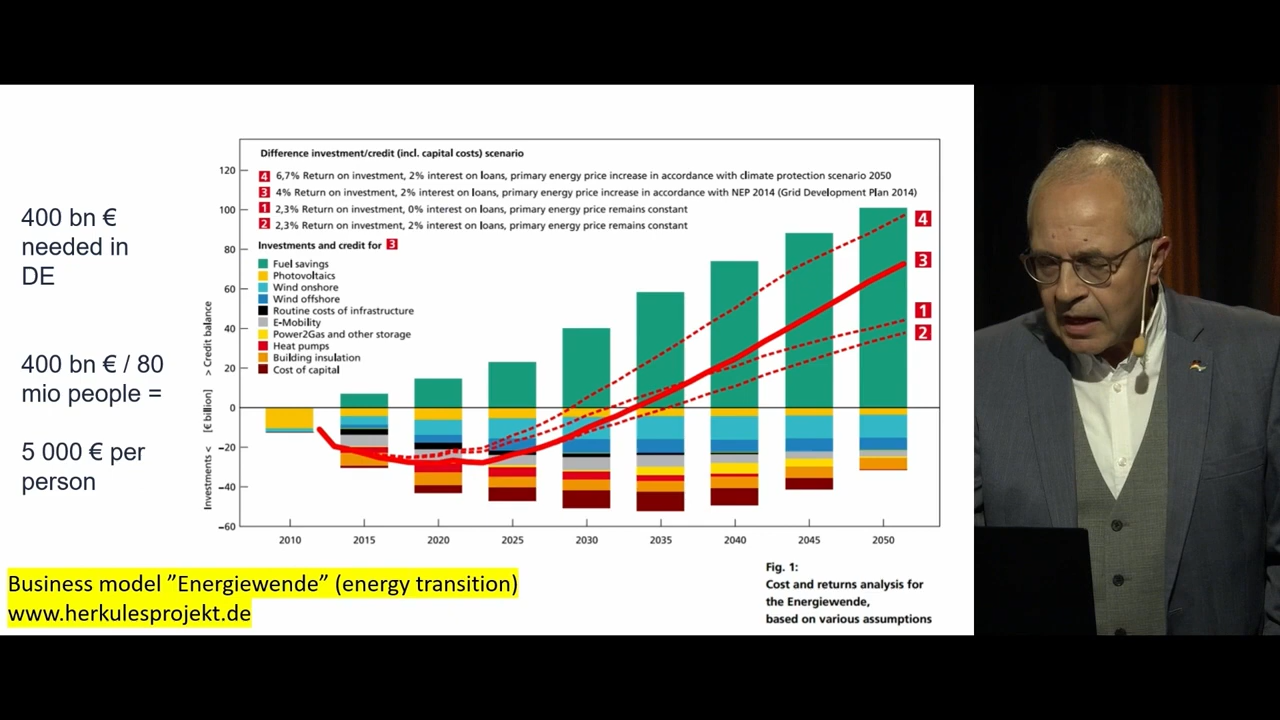 400 bn €
needed in
DE
400 bn € / 80
mio people =
5 000 € per
person
Difference investment/credit (incl. capital costs) scenario
4 6,7% Return on investment, 2% interest on loans, primary energy price increase in accordance with climate protection scenario 2050
3 4% Return on investment, 2% interest on loans, primary energy price increase in accordance with NEP 2014 (Grid Development Plan 2014)
1 2,3% Return on investment, 0% interest on loans, primary energy price remains constant
2 2,3% Return on investment, 2% interest on loans, primary energy price remains constant
Investments and credit for 3
Fuel savings
Photovoltaics
Wind onshore
Wind offshore
Routine costs of infrastructure
E-Mobility
Power2Gas and other storage
Heat pumps
Building insulation
Cost of capital
120
100
80
60
40
20
0
−20
−40
−60
Investments < [€ billion] > Credit balance
4
3
1
2
2010 2015 2020 2025 2030 2035 2040 2045 2050
Fig. 1:
Cost and returns analysis for
the Energiewende,
based on various assumptions
Business model ”Energiewende” (energy transition)
www.herkulesprojekt.de